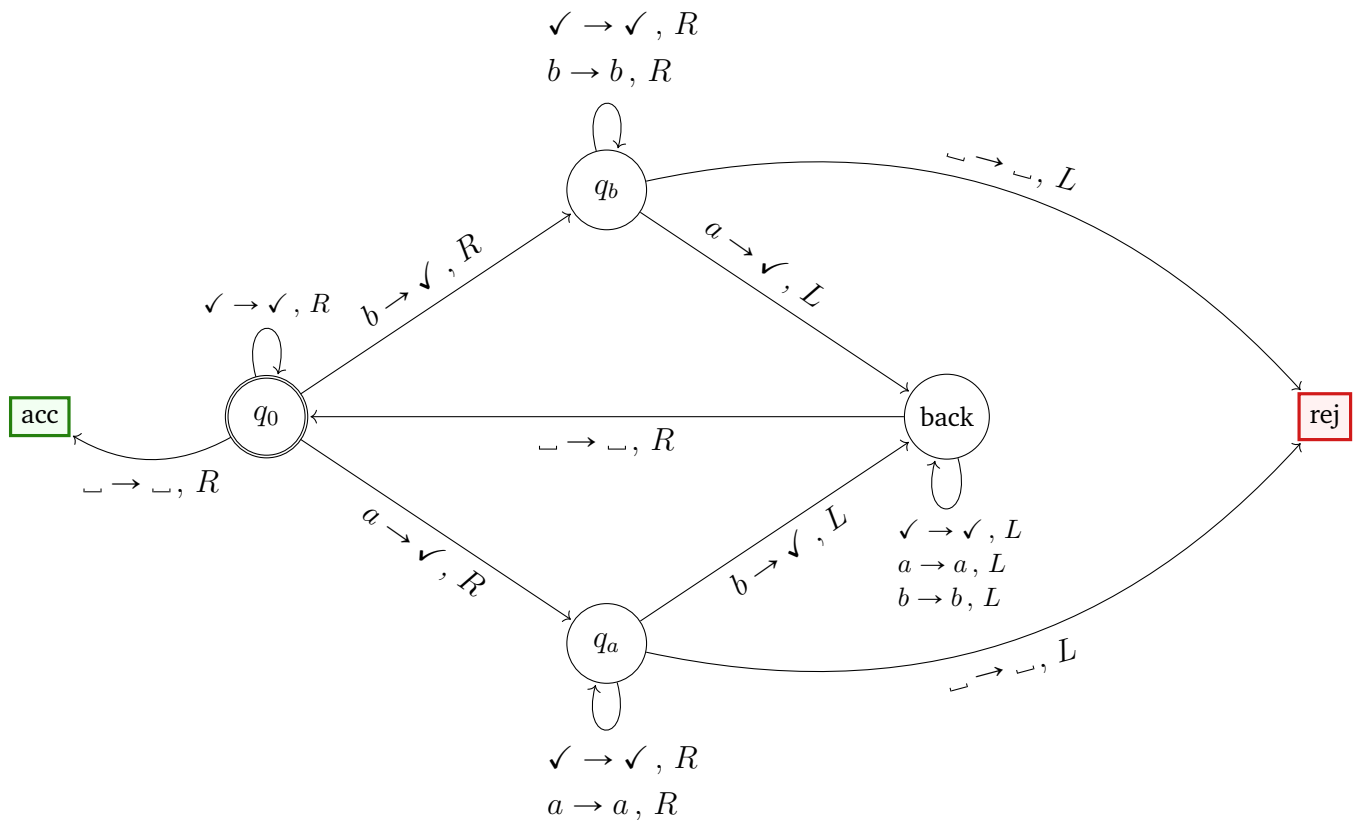 ✓ → ✓, R
b → b, R
q_b
␣ → ␣, L
a → ✓, L
b → ✓, R
✓ → ✓, R
acc
q_0
back
rej
␣ → ␣, R
␣ → ␣, R
a → ✓, R
b → ✓, L
✓ → ✓, L
a → a, L
b → b, L
q_a
␣ → ␣, L
✓ → ✓, R
a → a, R